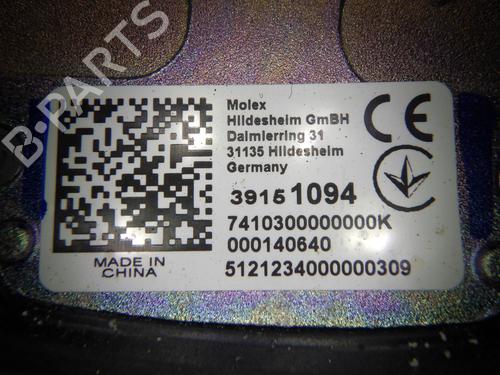 B-PARTS
Molex
Hildesheim GmbH
Daimlerring 31
31135 Hildesheim
Germany
CE
39151094
7410300000000K
000140640
5121234000000309
MADE IN
CHINA